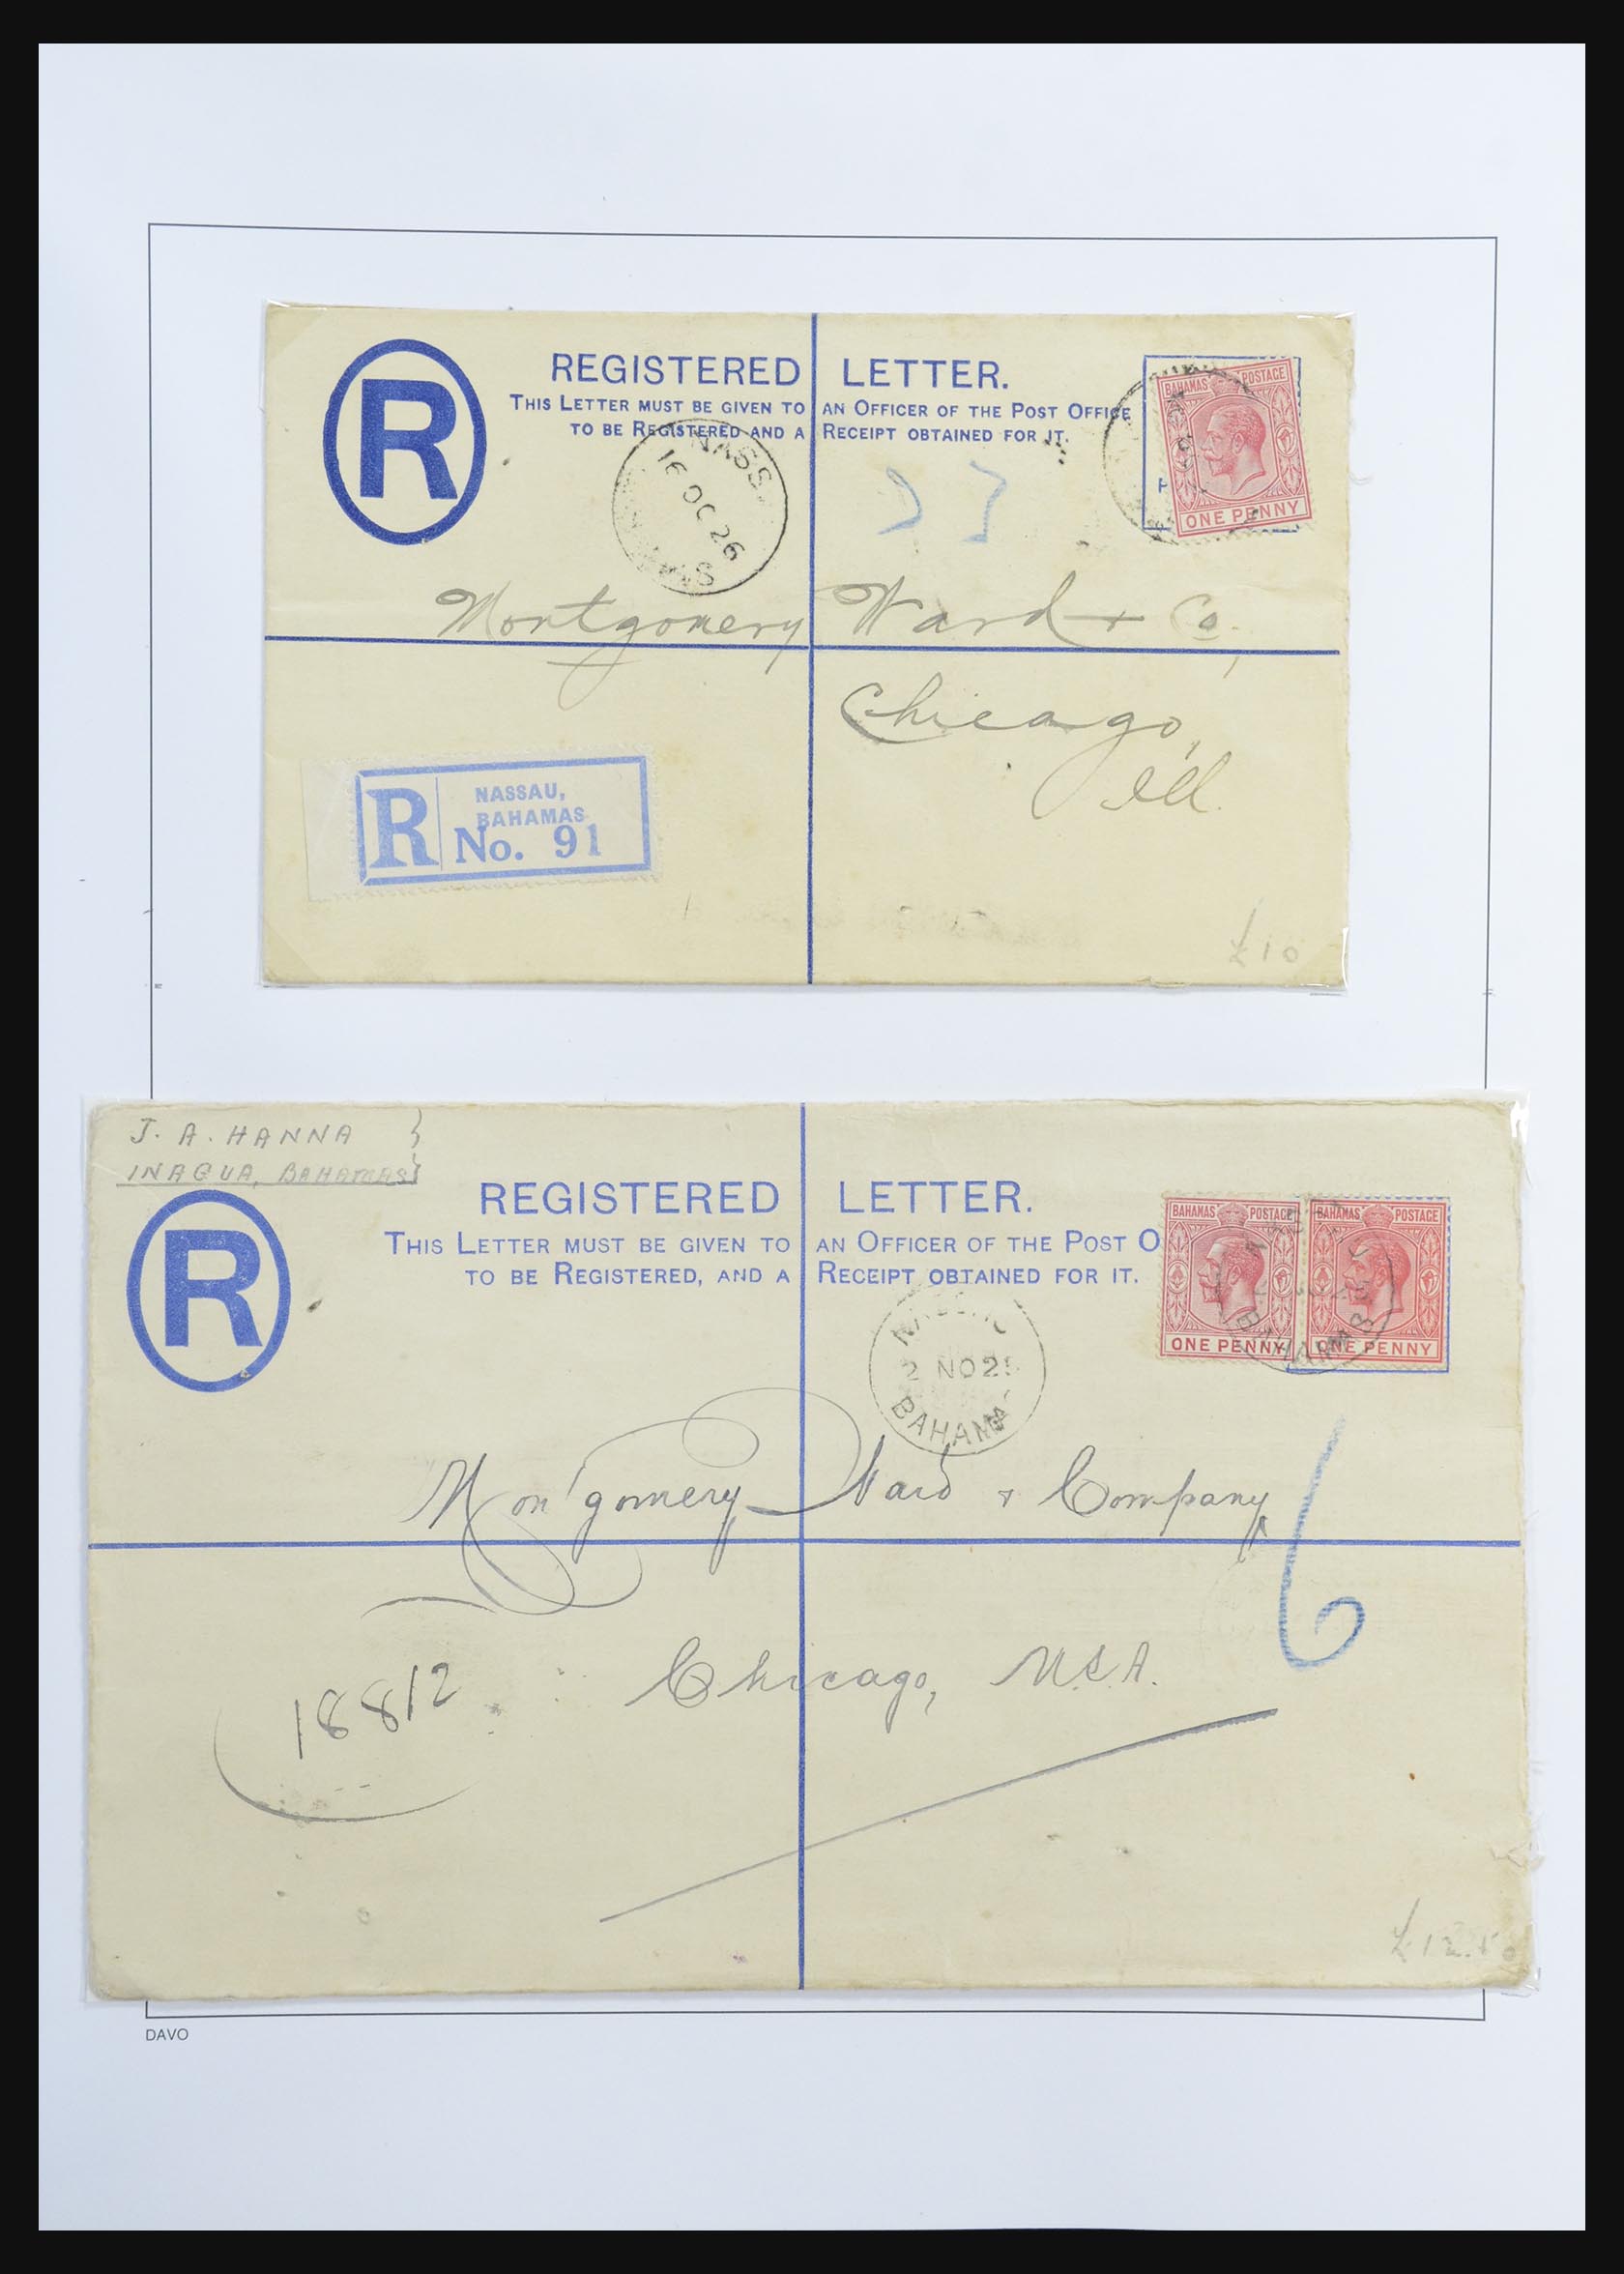 REGISTERED LETTER.
THIS LETTER MUST BE GIVEN TO AN OFFICER OF THE POST OFFICE
TO BE REGISTERED AND A RECEIPT OBTAINED FOR IT.
R
BAHAMAS POSTAGE
ONE PENNY
NASS
16 OC 26
Montgomery Ward + Co,
Chicago,
Ill.
R
NASSAU,
BAHAMAS
No. 91
£10
J. A. HANNA
INAGUA, BAHAMAS
REGISTERED LETTER.
THIS LETTER MUST BE GIVEN TO AN OFFICER OF THE POST O
TO BE REGISTERED, AND A RECEIPT OBTAINED FOR IT.
R
BAHAMAS POSTAGE
ONE PENNY
BAHAMAS POSTAGE
ONE PENNY
2 NO 2
BAHAMA
Montgomery Ward + Company
6
Chicago, U.S.A.
18812
£12.50
DAVO